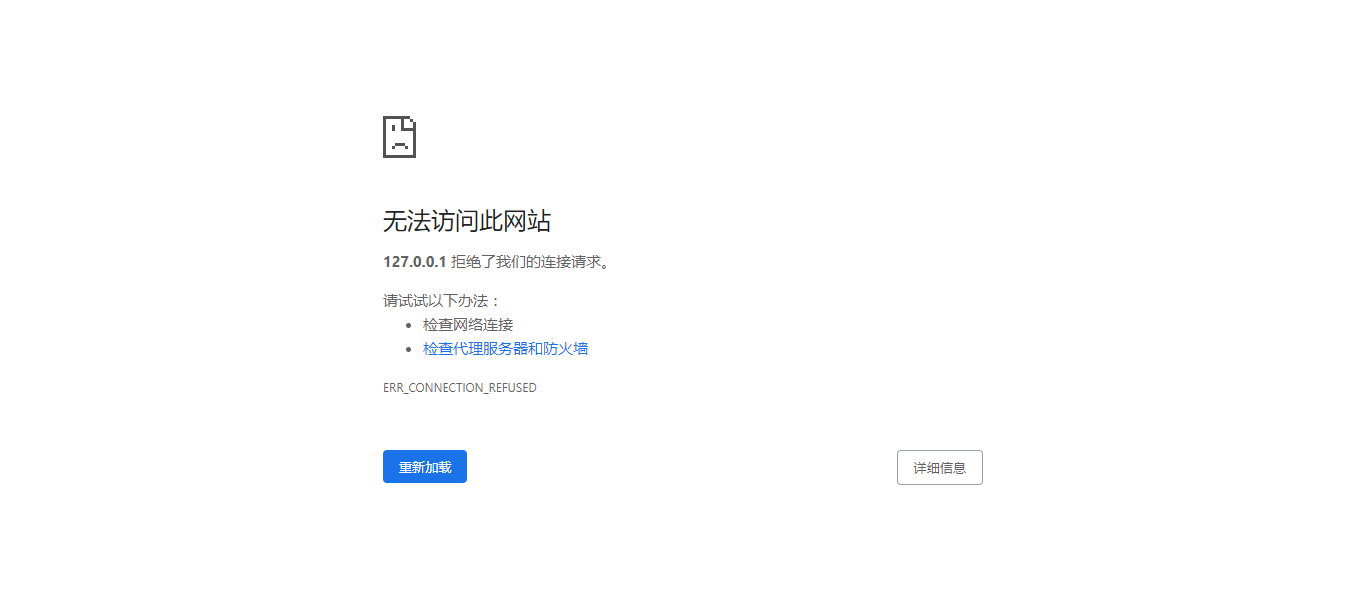 无法访问此网站
127.0.0.1 拒绝了我们的连接请求。
请试试以下办法：
检查网络连接
检查代理服务器和防火墙
ERR_CONNECTION_REFUSED
重新加载
详细信息